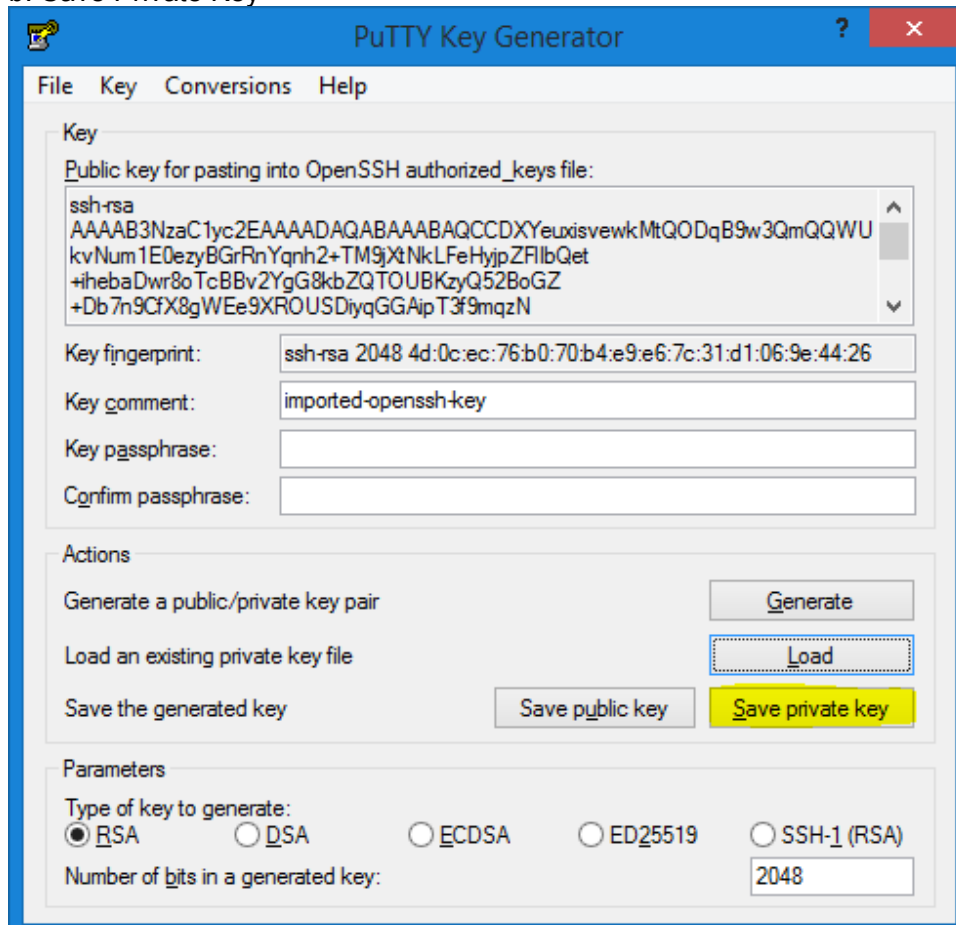 b. Save Private Key
PuTTY Key Generator ? ×
File Key Conversions Help
Key
Public key for pasting into OpenSSH authorized_keys file:
ssh-rsa
AAAAB3NzaC1yc2EAAAADAQABAAABAQCCDXYeuxisvewkMtQODqB9w3QmQQWU
kvNum1E0ezyBGrRnYqnh2+TM9jXtNkLFeHyjpZFIlbQet
+ihebaDwr8oTcBBv2YgG8kbZQTOUBKzyQ52BoGZ
+Db7n9CfX8gWEe9XROUSDiyqGGAipT3f9mqzN
Key fingerprint: ssh-rsa 2048 4d:0c:ec:76:b0:70:b4:e9:e6:7c:31:d1:06:9e:44:26
Key comment: imported-openssh-key
Key passphrase:
Confirm passphrase:
Actions
Generate a public/private key pair Generate
Load an existing private key file Load
Save the generated key Save public key Save private key
Parameters
Type of key to generate:
RSA DSA ECDSA ED25519 SSH-1 (RSA)
Number of bits in a generated key: 2048